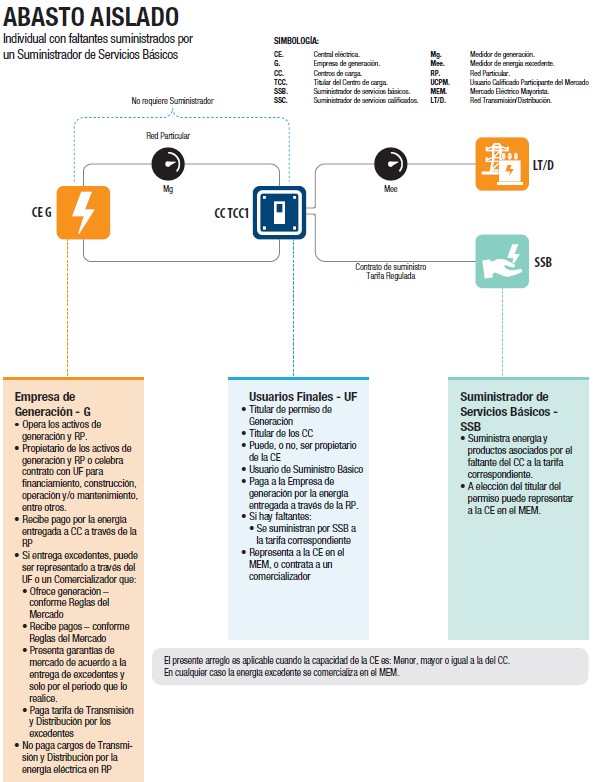 ABASTO AISLADO
Individual con faltantes suministrados por
un Suministrador de Servicios Básicos
SIMBOLOGÍA:
CE. Central eléctrica.
G. Empresa de generación.
CC. Centros de carga.
TCC. Titular del Centro de carga.
SSB. Suministrador de servicios básicos.
SSC. Suministrador de servicios calificados.
Mg. Medidor de generación.
Mee. Medidor de energía excedente.
RP. Red Particular.
UCPM. Usuario Calificado Participante del Mercado
MEM. Mercado Eléctrico Mayorista.
LT/D. Red Transmisión/Distribución.
No requiere Suministrador
Red Particular
Mg
Mee
LT/D
CE G
CC TCC1
SSB
Contrato de suministro
Tarifa Regulada
Empresa de
Generación - G
• Opera los activos de
generación y RP.
• Propietario de los activos de
generación y RP o celebra
contrato con UF para
financiamiento, construcción,
operación y/o mantenimiento,
entre otros.
• Recibe pago por la energía
entregada a CC a través de la
RP
• Si entrega excedentes, puede
ser representado a través del
UF o un Comercializador que:
• Ofrece generación –
conforme Reglas del
Mercado
• Recibe pagos – conforme
Reglas del Mercado
• Presenta garantías de
mercado de acuerdo a la
entrega de excedentes y
solo por el periodo que lo
realice.
• Paga tarifa de Transmisión
y Distribución por los
excedentes
• No paga cargos de Transmi-
sión y Distribución por la
energía eléctrica en RP
Usuarios Finales - UF
• Titular de permiso de
Generación
• Titular de los CC
• Puede, o no, ser propietario
de la CE
• Usuario de Suministro Básico
• Paga a la Empresa de
generación por la energía
entregada a través de la RP.
• Si hay faltantes:
• Se suministran por SSB a
la tarifa correspondiente
• Representa a la CE en el
MEM, o contrata a un
comercializador
Suministrador de
Servicios Básicos -
SSB
• Suministra energía y
productos asociados por el
faltante del CC a la tarifa
correspondiente.
• A elección del titular del
permiso puede representar
a la CE en el MEM.
El presente arreglo es aplicable cuando la capacidad de la CE es: Menor, mayor o igual a la del CC.
En cualquier caso la energía excedente se comercializa en el MEM.